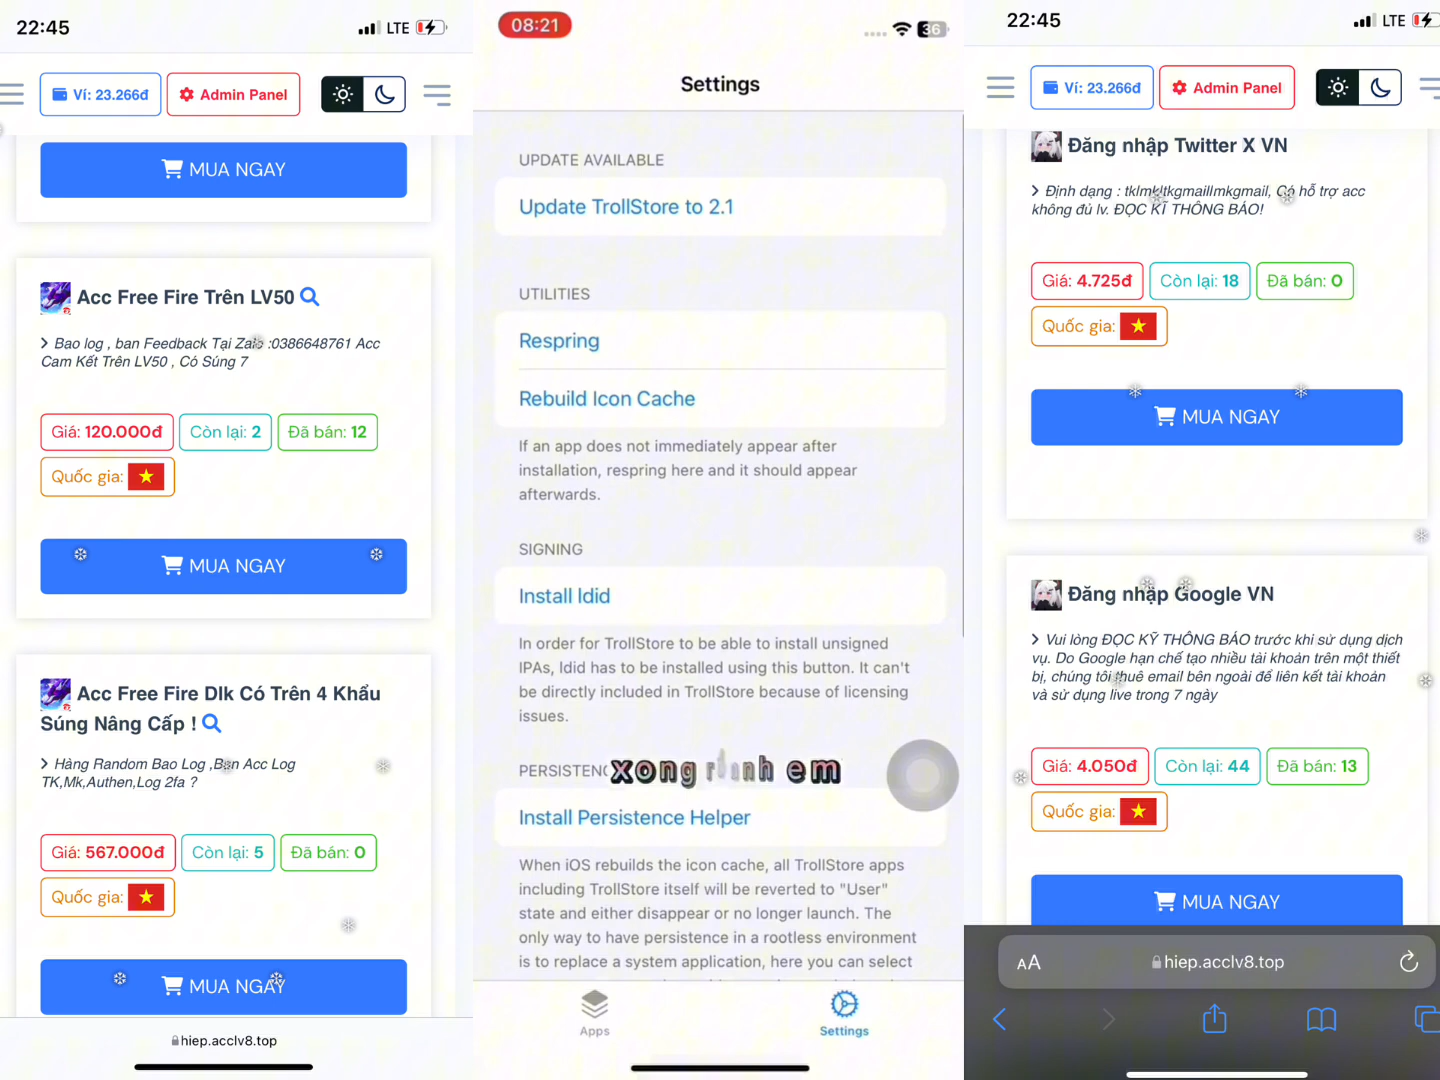 22:45
LTE
Ví: 23.266đ
Admin Panel
MUA NGAY
Acc Free Fire Trên LV50
Bao log , ban Feedback Tại Zalo :0386648761 Acc
Cam Kết Trên LV50 , Có Súng 7
Giá: 120.000đ
Còn lại: 2
Đã bán: 12
Quốc gia:
MUA NGAY
Acc Free Fire Dlk Có Trên 4 Khẩu
Súng Nâng Cấp !
Hàng Random Bao Log ,Bạn Acc Log
TK,Mk,Authen,Log 2fa ?
Giá: 567.000đ
Còn lại: 5
Đã bán: 0
Quốc gia:
MUA NGAY
hiep.acclv8.top
08:21
36
Settings
UPDATE AVAILABLE
Update TrollStore to 2.1
UTILITIES
Respring
Rebuild Icon Cache
If an app does not immediately appear after
installation, respring here and it should appear
afterwards.
SIGNING
Install ldid
In order for TrollStore to be able to install unsigned
IPAs, ldid has to be installed using this button. It can't
be directly included in TrollStore because of licensing
issues.
xong em
Install Persistence Helper
When iOS rebuilds the icon cache, all TrollStore apps
including TrollStore itself will be reverted to "User"
state and either disappear or no longer launch. The
only way to have persistence in a rootless environment
is to replace a system application, here you can select
Apps
Settings
22:45
LTE
Ví: 23.266đ
Admin Panel
Đăng nhập Twitter X VN
Định dạng : tklmkltkgmaillmkgmail, Có hỗ trợ acc
không đủ lv. ĐỌC KĨ THÔNG BÁO!
Giá: 4.725đ
Còn lại: 18
Đã bán: 0
Quốc gia:
MUA NGAY
Đăng nhập Google VN
Vui lòng ĐỌC KỸ THÔNG BÁO trước khi sử dụng dịch
vụ. Do Google hạn chế tạo nhiều tài khoản trên một thiết
bị, chúng tôi thuê email bên ngoài để liên kết tài khoản
và sử dụng live trong 7 ngày
Giá: 4.050đ
Còn lại: 44
Đã bán: 13
Quốc gia:
MUA NGAY
AA
hiep.acclv8.top